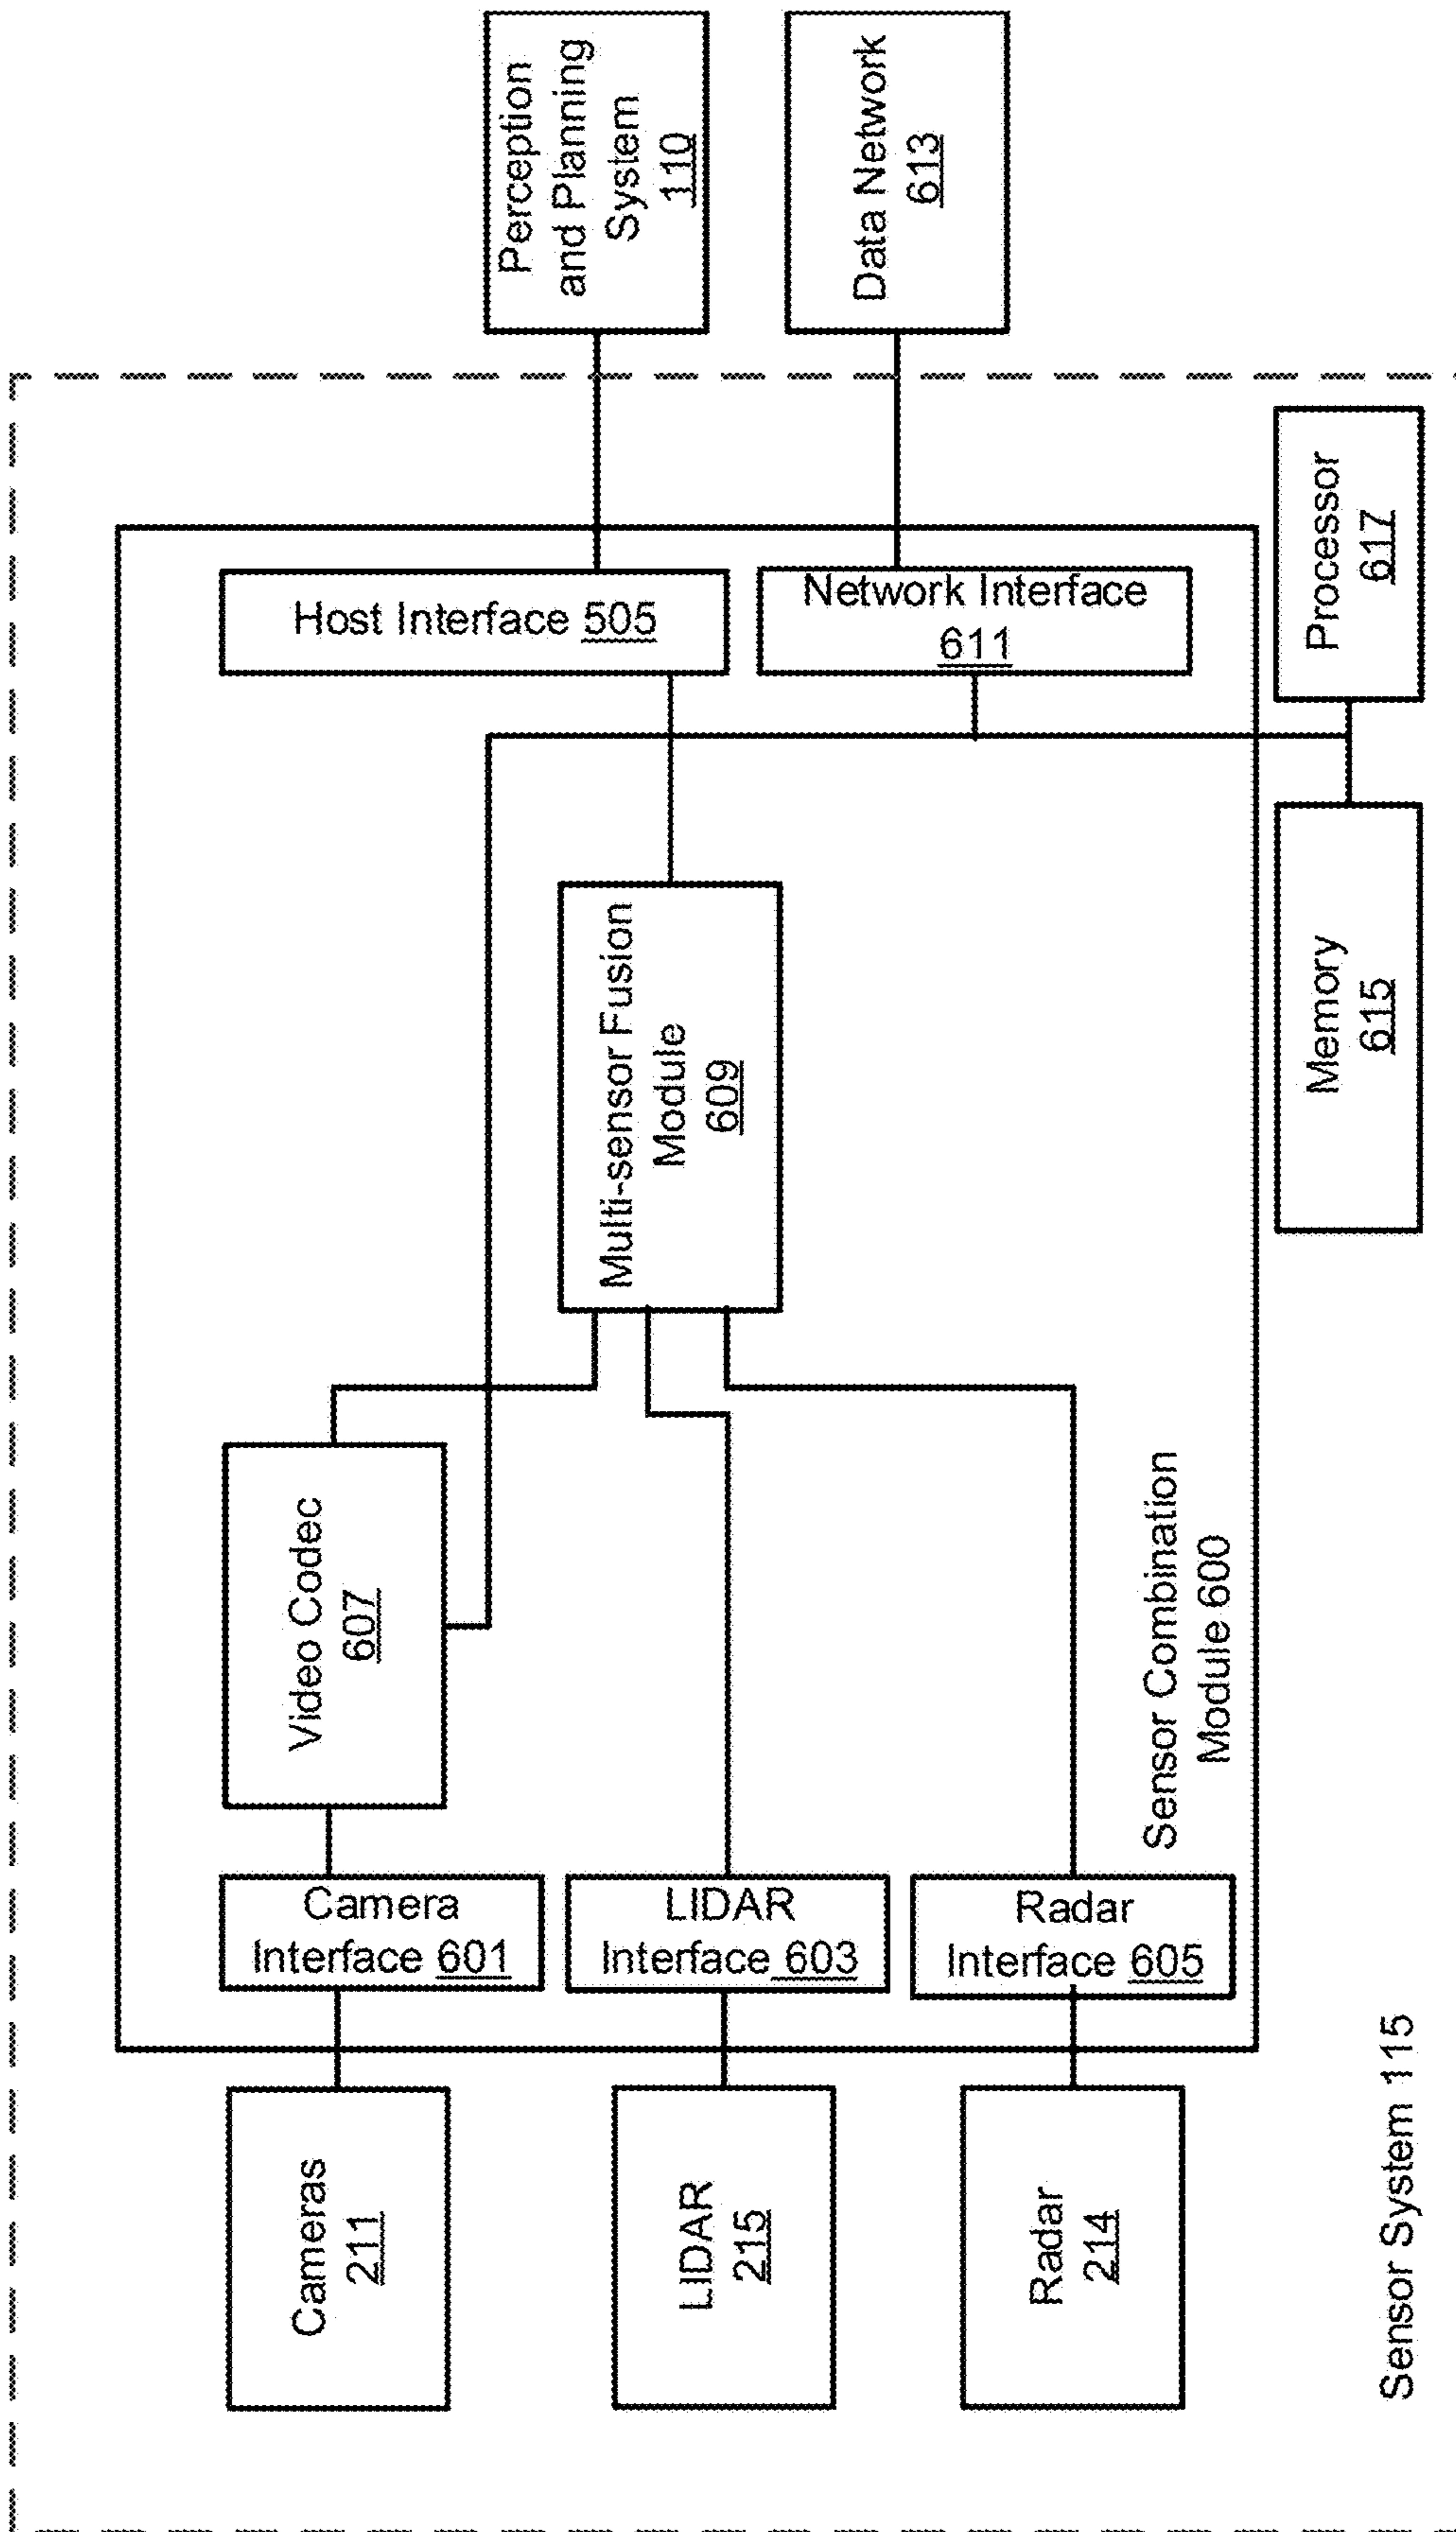 Cameras
211
LIDAR
215
Radar
214
Camera
Interface 601
LIDAR
Interface 603
Radar
Interface 605
Video Codec
607
Multi-sensor Fusion
Module
609
Host Interface 505
Network Interface
611
Perception
and Planning
System
110
Data Network
613
Sensor Combination
Module 600
Memory
615
Processor
617
Sensor System 115